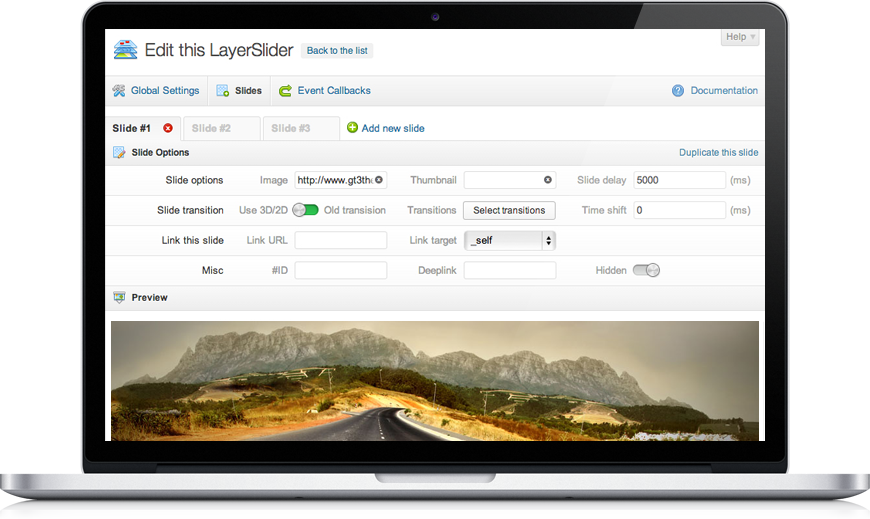 Help
Edit this LayerSlider Back to the list
Global Settings Slides Event Callbacks Documentation
Slide #1 Slide #2 Slide #3 Add new slide
Slide Options Duplicate this slide
Slide options Image http://www.gt3th Thumbnail Slide delay 5000 (ms)
Slide transition Use 3D/2D Old transision Transitions Select transitions Time shift 0 (ms)
Link this slide Link URL Link target _self
Misc #ID Deeplink Hidden
Preview